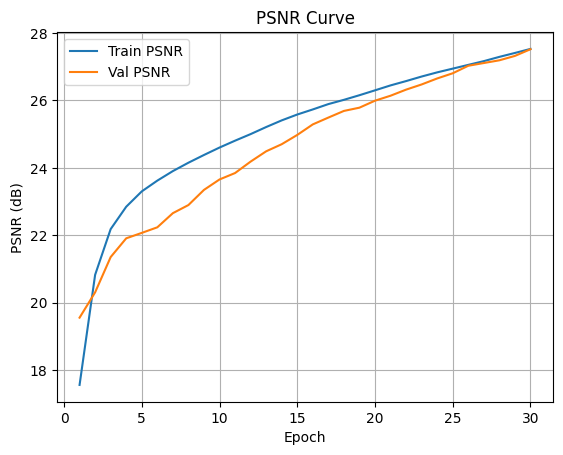 PSNR Curve
Train PSNR
Val PSNR
PSNR (dB)
28
26
24
22
20
18
0 5 10 15 20 25 30
Epoch